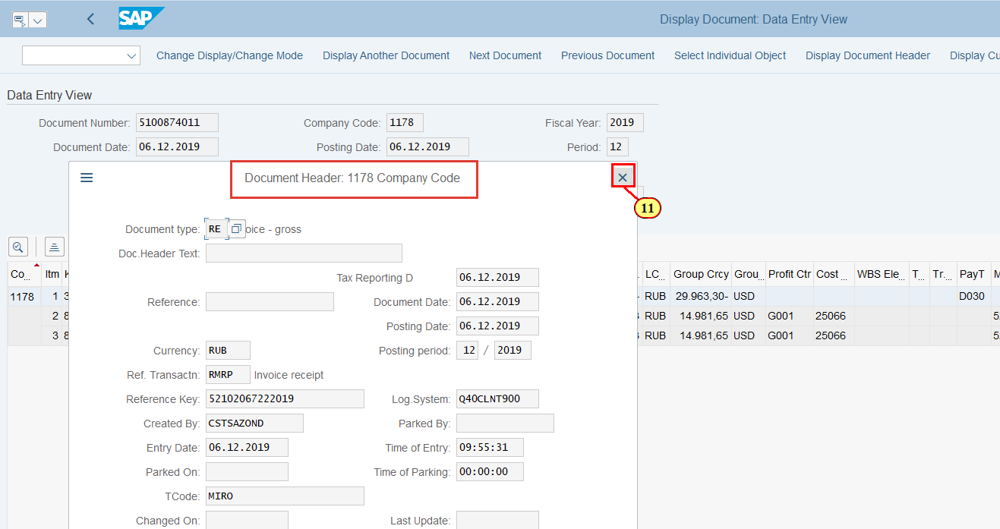 SAP
Display Document: Data Entry View
Change Display/Change Mode Display Another Document Next Document Previous Document Select Individual Object Display Document Header Display Cu
Data Entry View
Document Number: 5100874011 Company Code: 1178 Fiscal Year: 2019
Document Date: 06.12.2019 Posting Date: 06.12.2019 Period: 12
Document Header: 1178 Company Code
11
Document type: RE oice - gross
Doc.Header Text:
Tax Reporting D 06.12.2019
Reference: Document Date: 06.12.2019
Posting Date: 06.12.2019
Currency: RUB Posting period: 12 / 2019
Ref. Transactn: RMRP Invoice receipt
Reference Key: 52102067222019 Log.System: Q40CLNT900
Created By: CSTSAZOND Parked By:
Entry Date: 06.12.2019 Time of Entry: 09:55:31
Parked On: Time of Parking: 00:00:00
TCode: MIRO
Changed On: Last Update:
Co... Itm K LC... Group Crcy Grou... Profit Ctr Cost ... WBS Ele... T... Tr.... PayT M
1178 1 3 RUB 29.963,30- USD D030
2 8 RUB 14.981,65 USD G001 25066 52
3 8 RUB 14.981,65 USD G001 25066 52